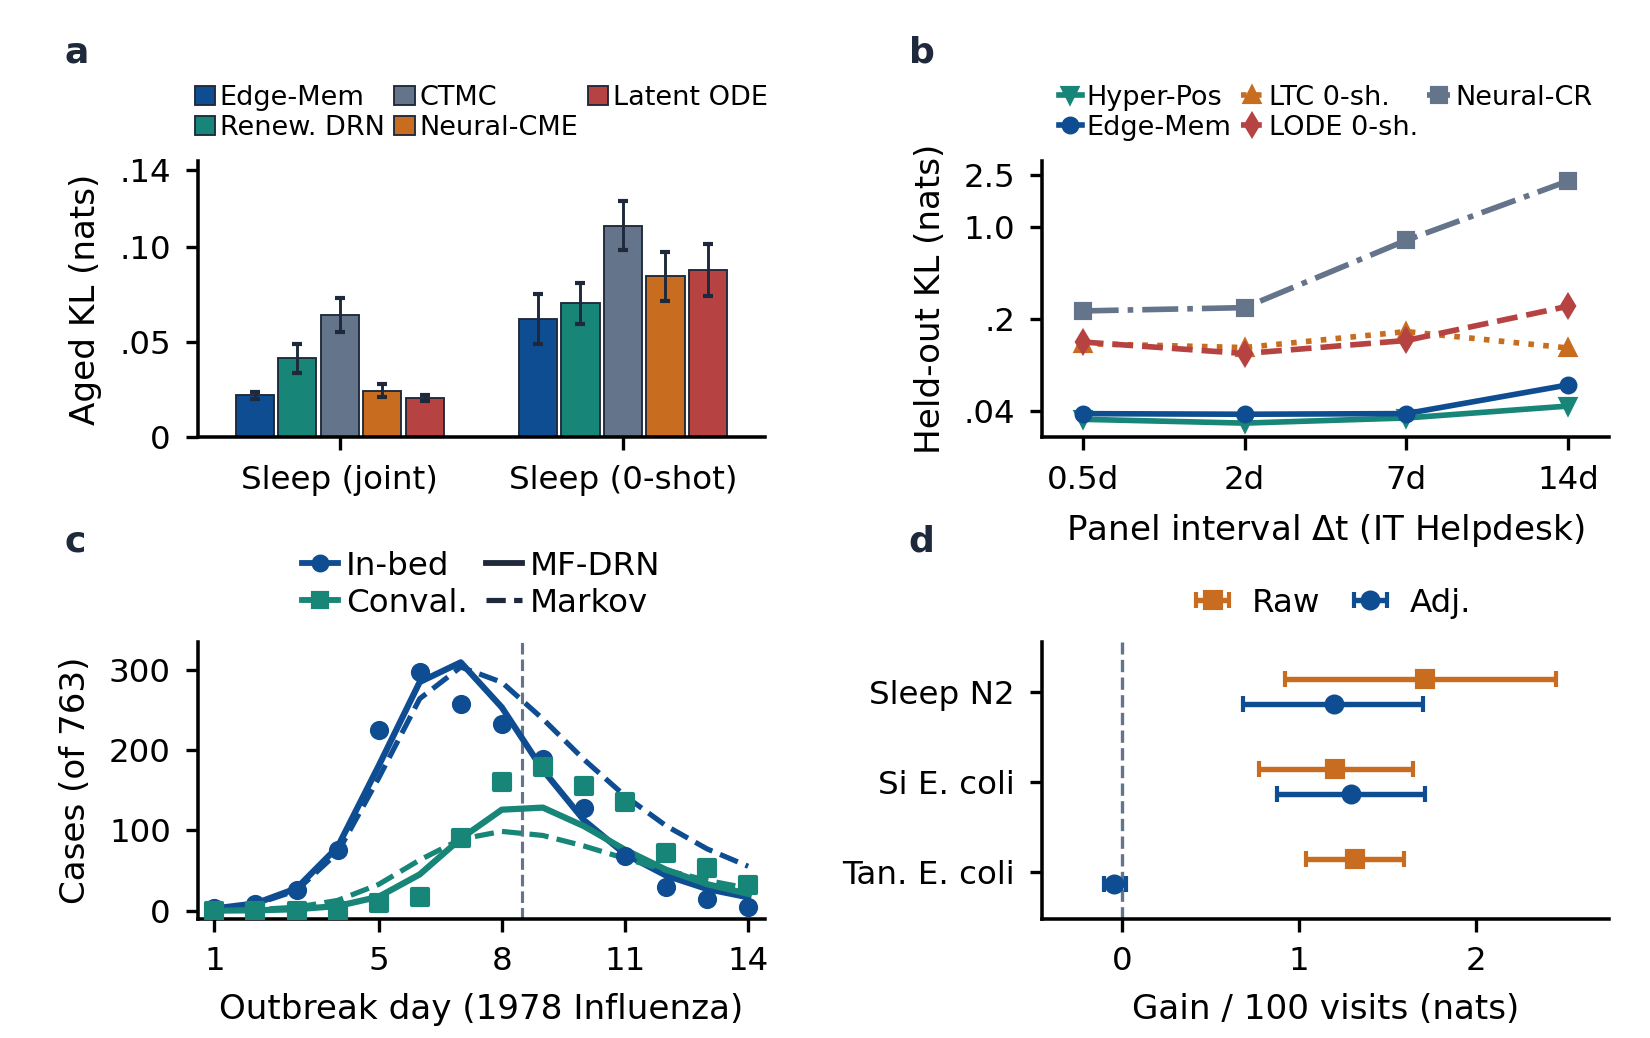 a
Edge-Mem CTMC Latent ODE
Renew. DRN Neural-CME
Aged KL (nats)
.14
.10
.05
0
Sleep (joint) Sleep (0-shot)
b
Hyper-Pos LTC 0-sh. Neural-CR
Edge-Mem LODE 0-sh.
Held-out KL (nats)
2.5
1.0
.2
.04
0.5d 2d 7d 14d
Panel interval Δt (IT Helpdesk)
c
In-bed MF-DRN
Conval. Markov
Cases (of 763)
300
200
100
0
1 5 8 11 14
Outbreak day (1978 Influenza)
d
Raw Adj.
Sleep N2
Si E. coli
Tan. E. coli
0 1 2
Gain / 100 visits (nats)